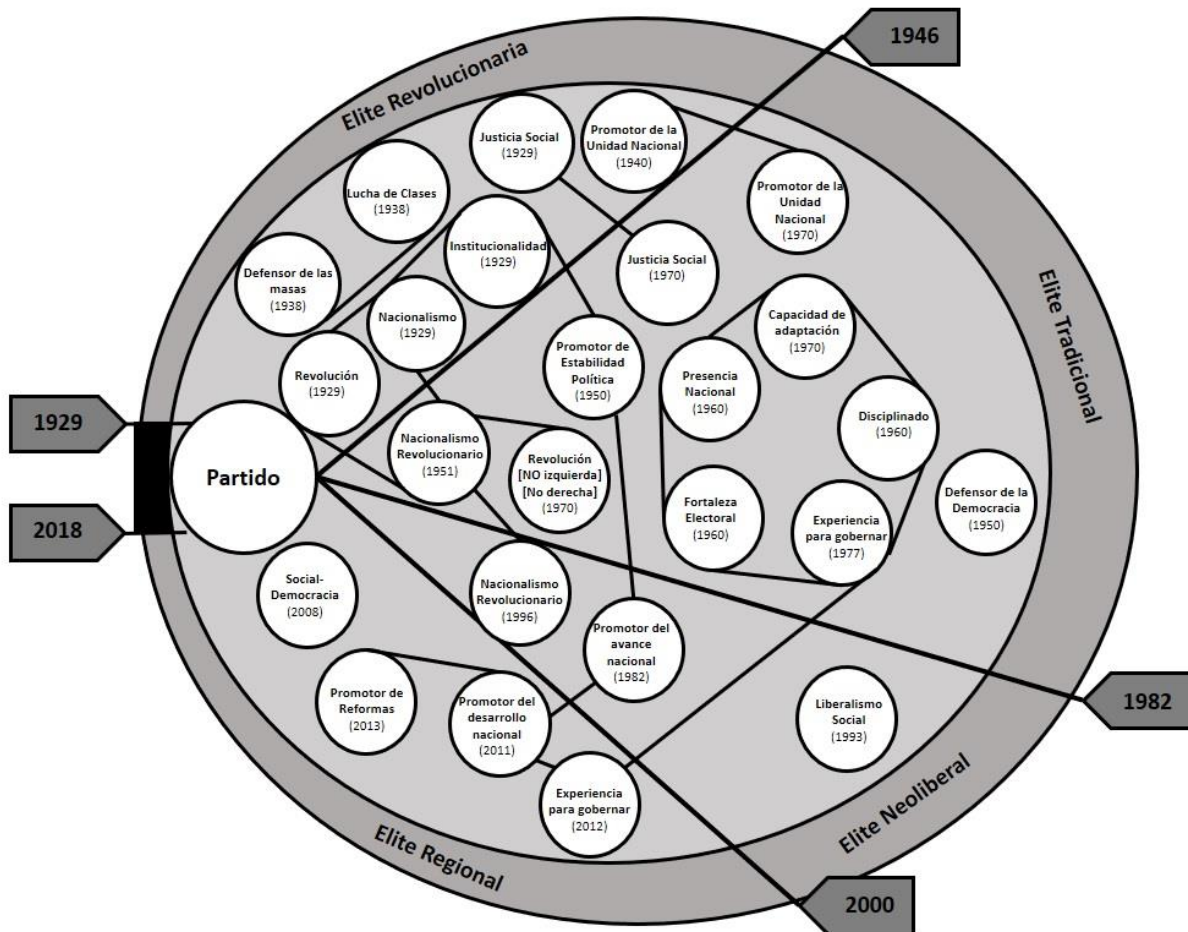 1946
Elite Revolucionaria
Justicia Social
(1929)
Promotor de la
Unidad Nacional
(1940)
Lucha de Clases
(1938)
Promotor de la
Unidad
Nacional
(1970)
Institucionalidad
(1929)
Justicia Social
(1970)
Defensor de las
masas
(1938)
Nacionalismo
(1929)
Capacidad de
adaptación
(1970)
Elite Tradicional
Promotor de
Estabilidad
Política
(1950)
Presencia
Nacional
(1960)
Revolución
(1929)
Disciplinado
(1960)
1929
Nacionalismo
Revolucionario
(1951)
Revolución
[NO izquierda]
[No derecha]
(1970)
Partido
Fortaleza
Electoral
(1960)
Experiencia
para gobernar
(1977)
Defensor de la
Democracia
(1950)
2018
Social-
Democracia
(2008)
Nacionalismo
Revolucionario
(1996)
Promotor del
avance
nacional
(1982)
Promotor de
Reformas
(2013)
Promotor del
desarrollo
nacional
(2011)
Liberalismo
Social
(1993)
1982
Experiencia
para gobernar
(2012)
Elite Neoliberal
Elite Regional
2000